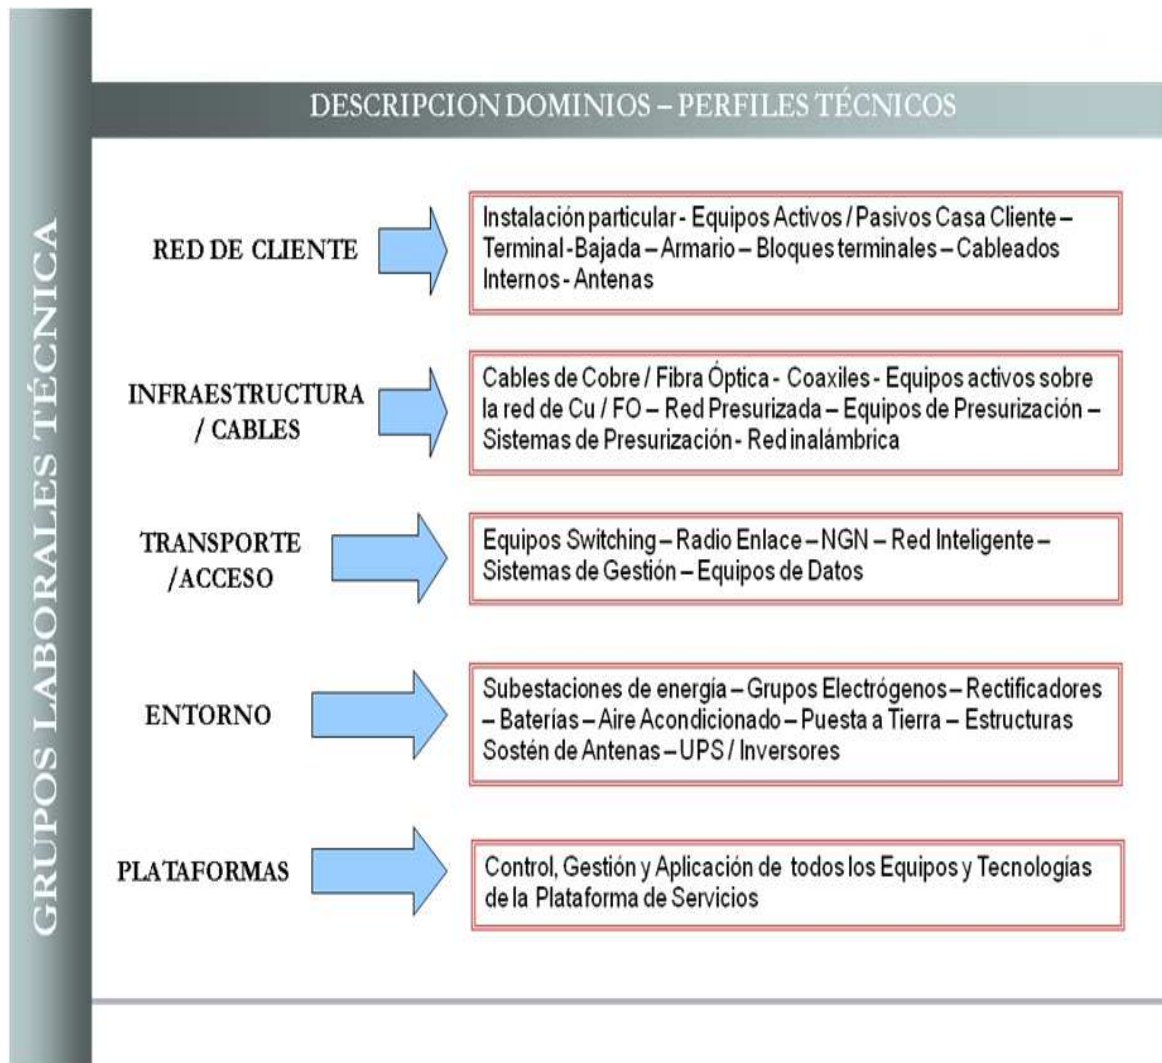 GRUPOS LABORALES TÉCNICA
DESCRIPCION DOMINIOS – PERFILES TÉCNICOS
RED DE CLIENTE
Instalación particular - Equipos Activos / Pasivos Casa Cliente –
Terminal -Bajada – Armario – Bloques terminales – Cableados
Internos - Antenas
INFRAESTRUCTURA
/ CABLES
Cables de Cobre / Fibra Óptica - Coaxiles - Equipos activos sobre
la red de Cu / FO – Red Presurizada – Equipos de Presurización –
Sistemas de Presurización - Red inalámbrica
TRANSPORTE
/ACCESO
Equipos Switching – Radio Enlace – NGN – Red Inteligente –
Sistemas de Gestión – Equipos de Datos
ENTORNO
Subestaciones de energía – Grupos Electrógenos – Rectificadores
– Baterías – Aire Acondicionado – Puesta a Tierra – Estructuras
Sostén de Antenas – UPS / Inversores
PLATAFORMAS
Control, Gestión y Aplicación de todos los Equipos y Tecnologías
de la Plataforma de Servicios